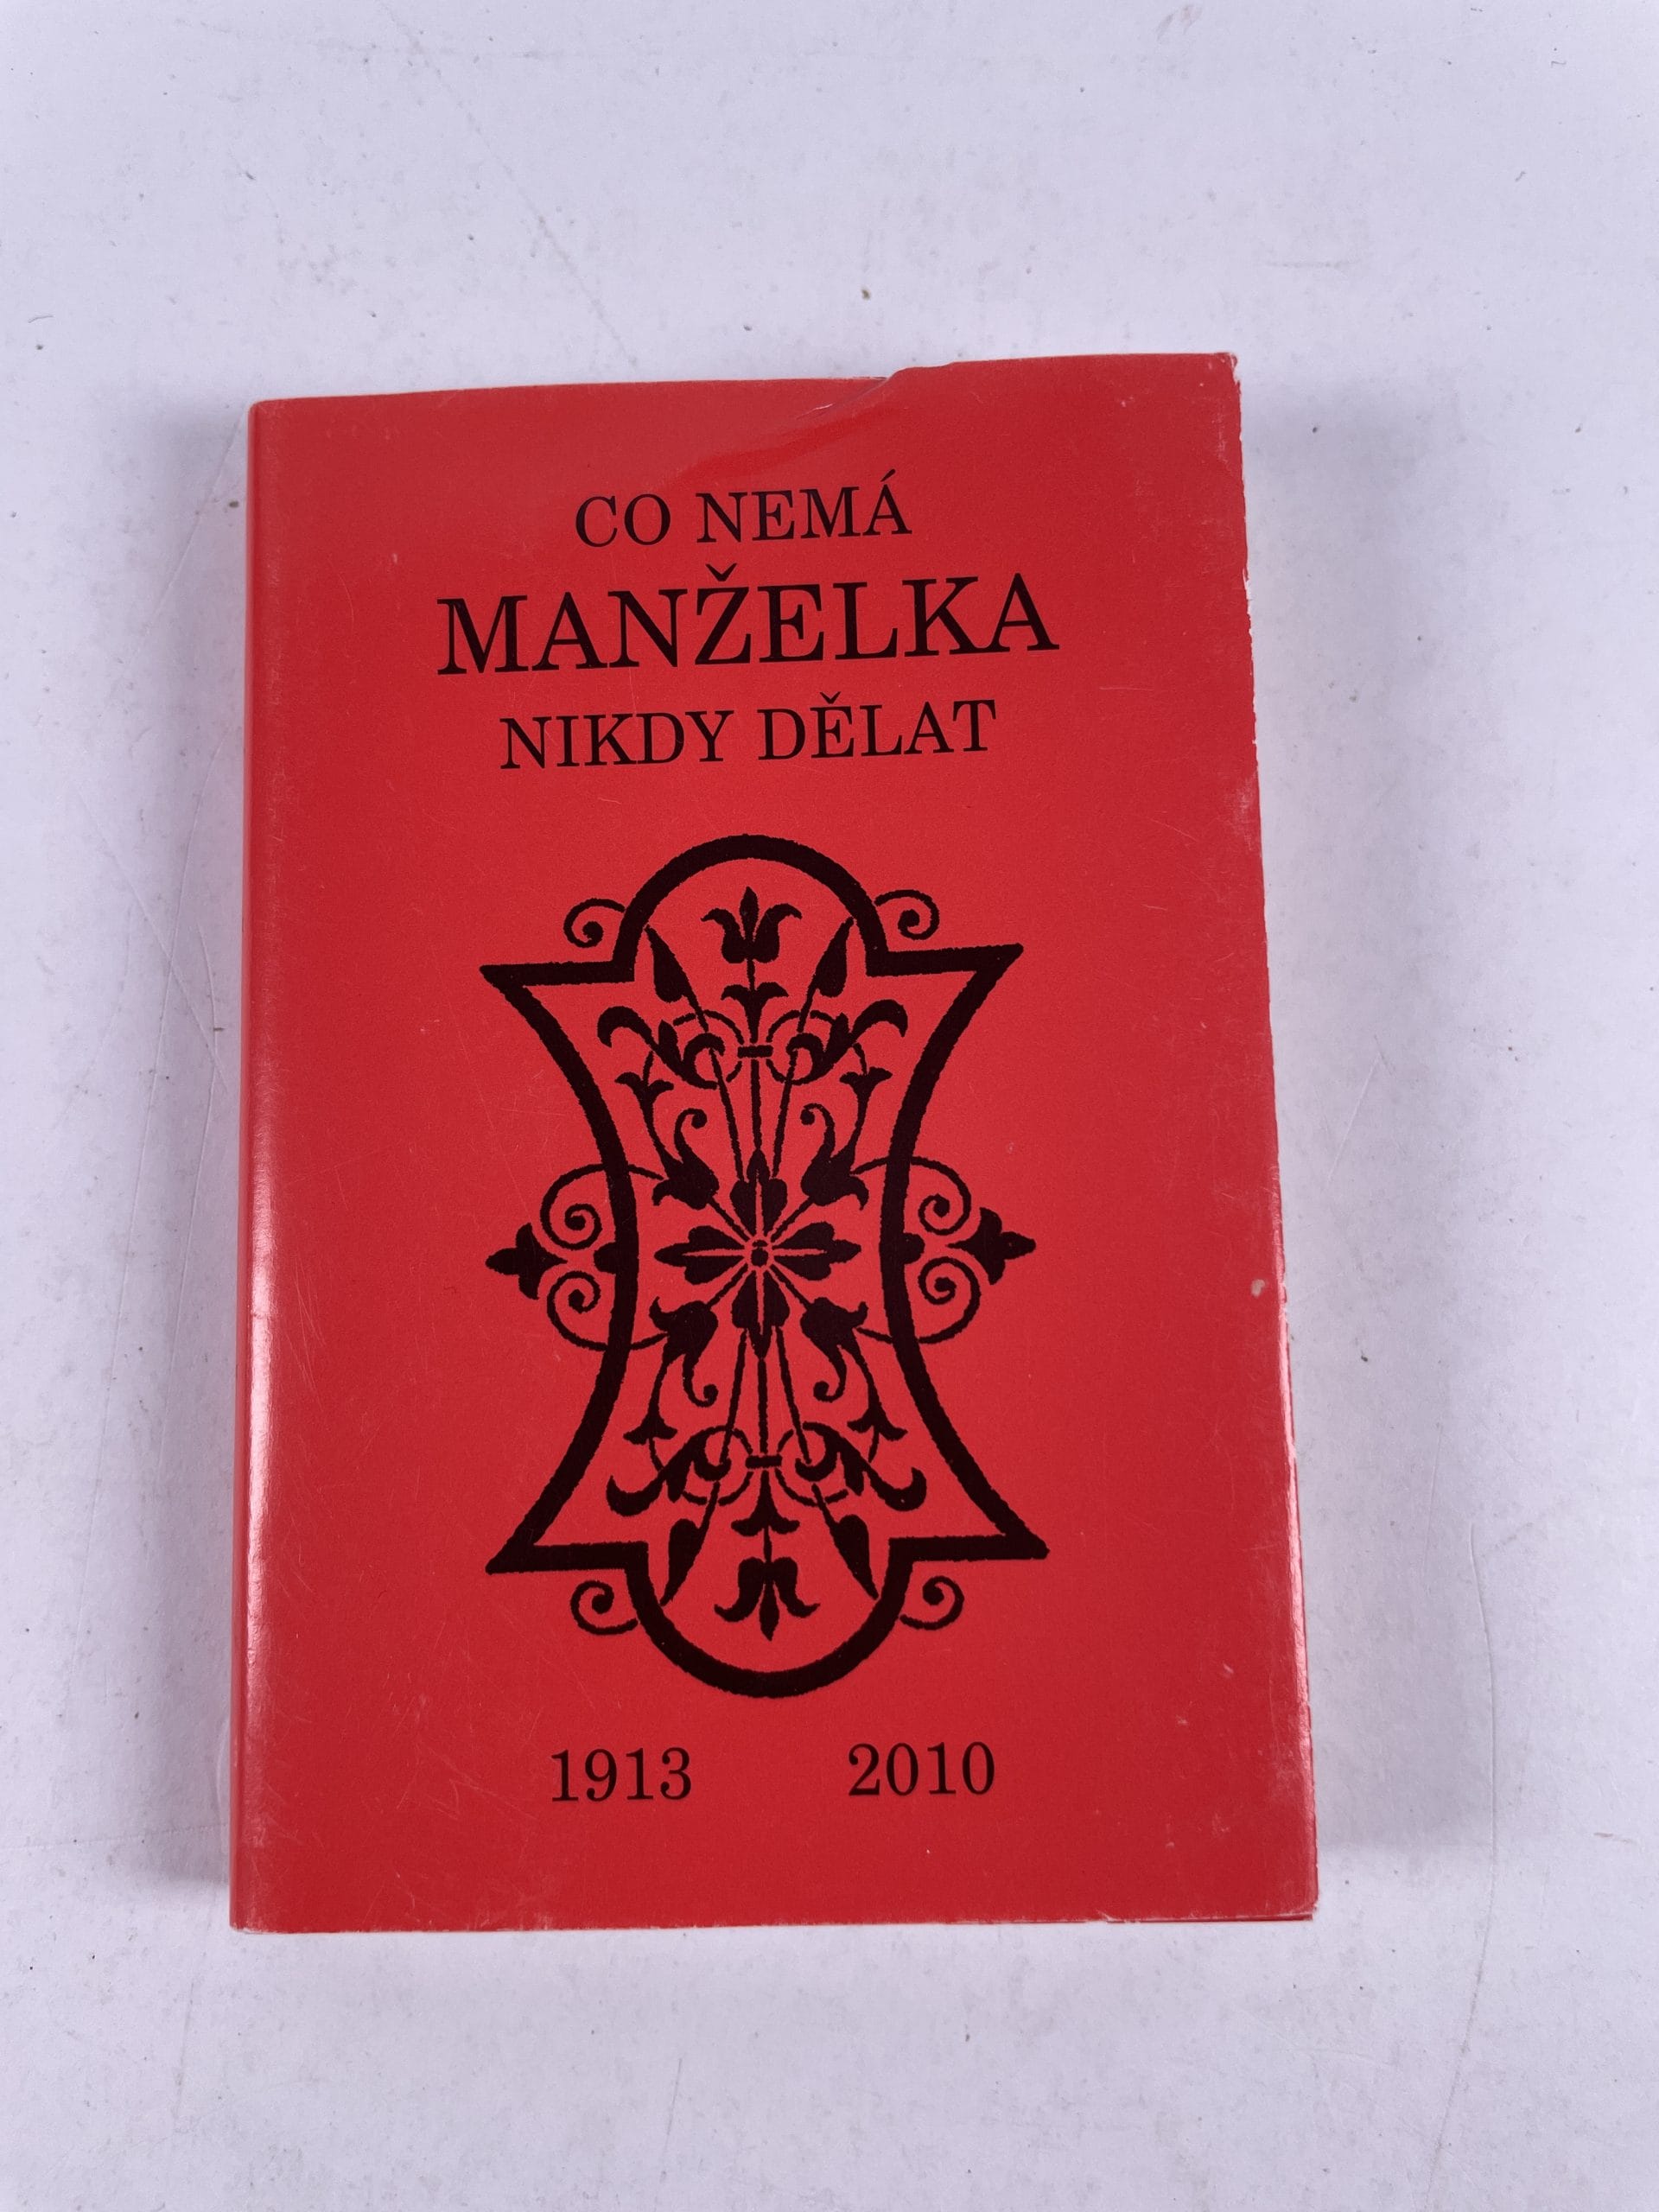 CO NEMÁ
MANŽELKA
NIKDY DĚLAT
1913 2010